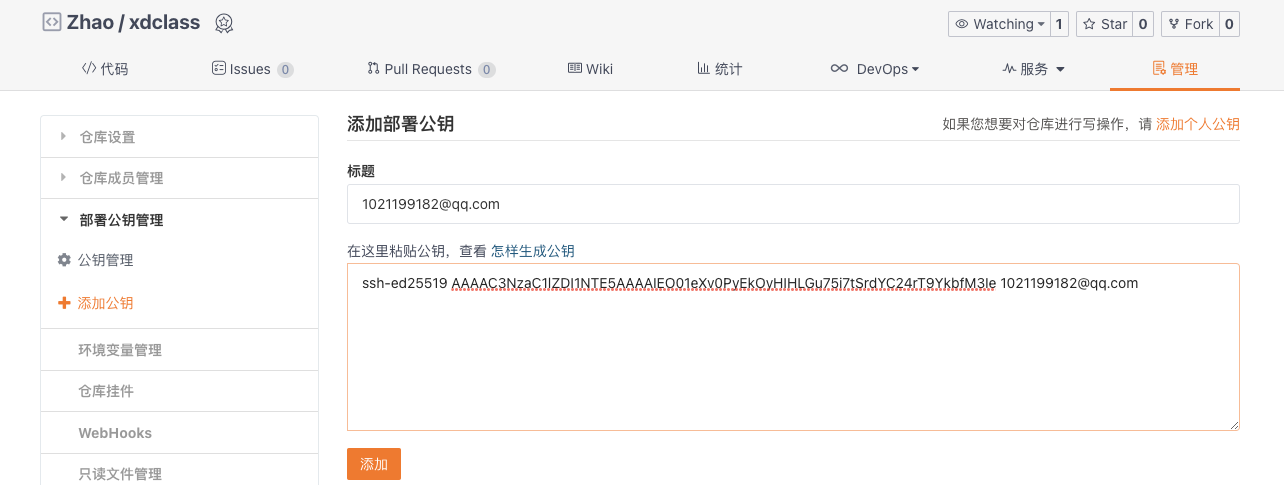 Zhao / xdclass
Watching 1 Star 0 Fork 0
代码 Issues 0 Pull Requests 0 Wiki 统计 DevOps 服务 管理
仓库设置
仓库成员管理
部署公钥管理
公钥管理
添加公钥
环境变量管理
仓库挂件
WebHooks
只读文件管理
添加部署公钥
如果您想要对仓库进行写操作，请 添加个人公钥
标题
1021199182@qq.com
在这里粘贴公钥，查看 怎样生成公钥
ssh-ed25519 AAAAC3NzaC1lZDI1NTE5AAAAIEO01eXv0PyEkOvHIHLGu75i7tSrdYC24rT9YkbfM3Ie 1021199182@qq.com
添加